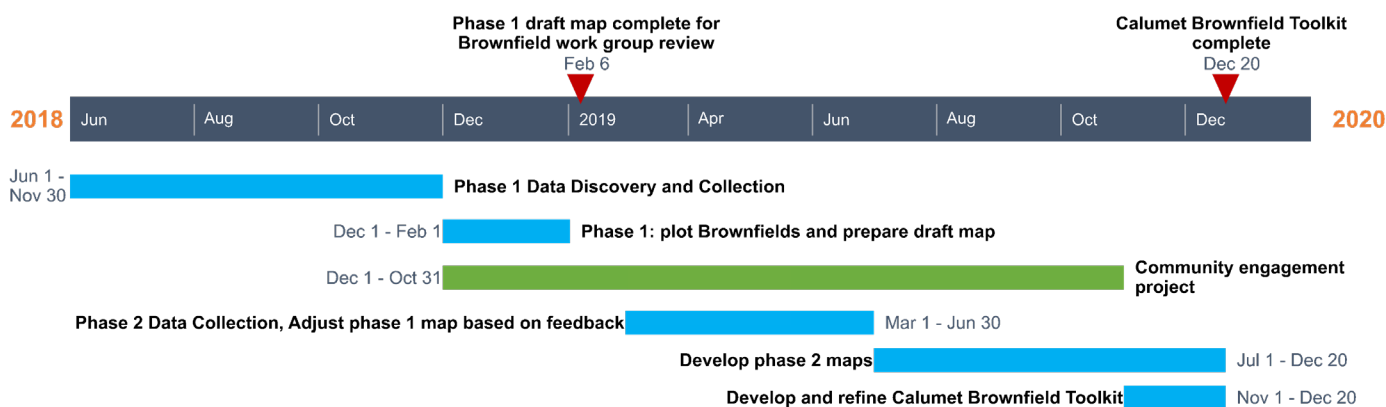 Phase 1 draft map complete for
Brownfield work group review
Feb 6
Calumet Brownfield Toolkit
complete
Dec 20
2018
Jun
Aug
Oct
Dec
2019
Apr
Jun
Aug
Oct
Dec
2020
Jun 1 -
Nov 30
Phase 1 Data Discovery and Collection
Dec 1 - Feb 1
Phase 1: plot Brownfields and prepare draft map
Dec 1 - Oct 31
Community engagement
project
Phase 2 Data Collection, Adjust phase 1 map based on feedback
Mar 1 - Jun 30
Develop phase 2 maps
Jul 1 - Dec 20
Develop and refine Calumet Brownfield Toolkit
Nov 1 - Dec 20